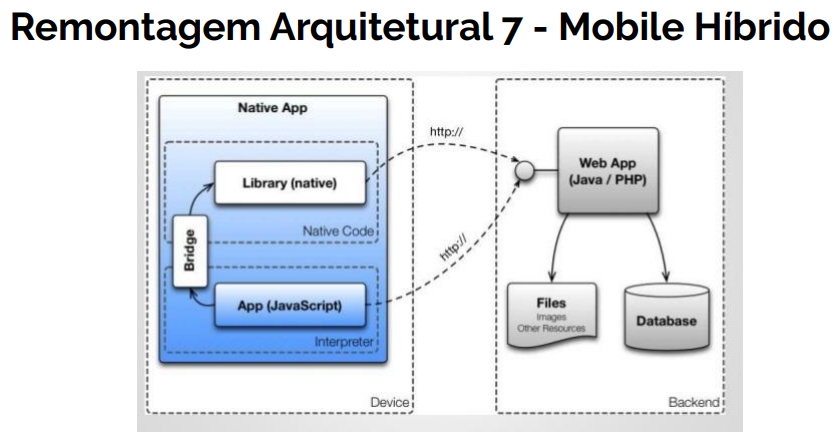 Remontagem Arquitetural 7 - Mobile Híbrido
Native App
Library (native)
Native Code
Bridge
App (JavaScript)
Interpreter
Device
http://
http://
Web App
(Java / PHP)
Files
Images
Other Resources
Database
Backend